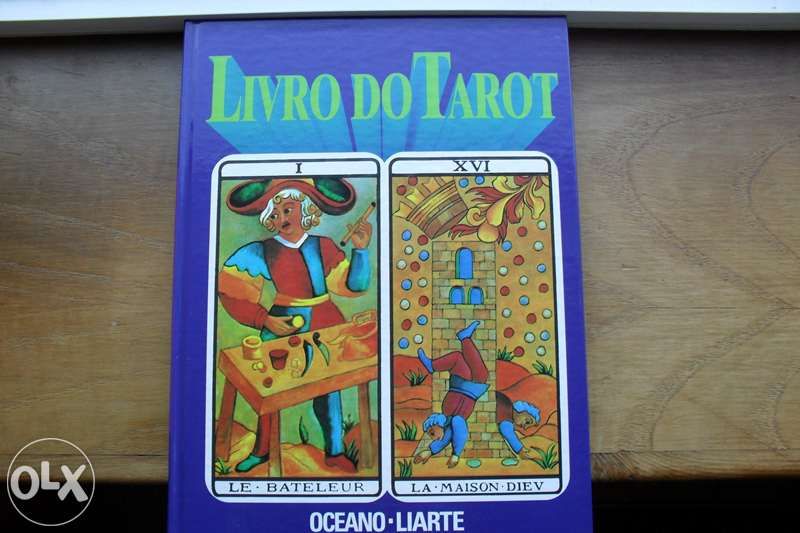 LIVRO DO TAROT
I
XVI
LE · BATELEUR
LA · MAISON · DIEV
OCEANO · LIARTE
OLX